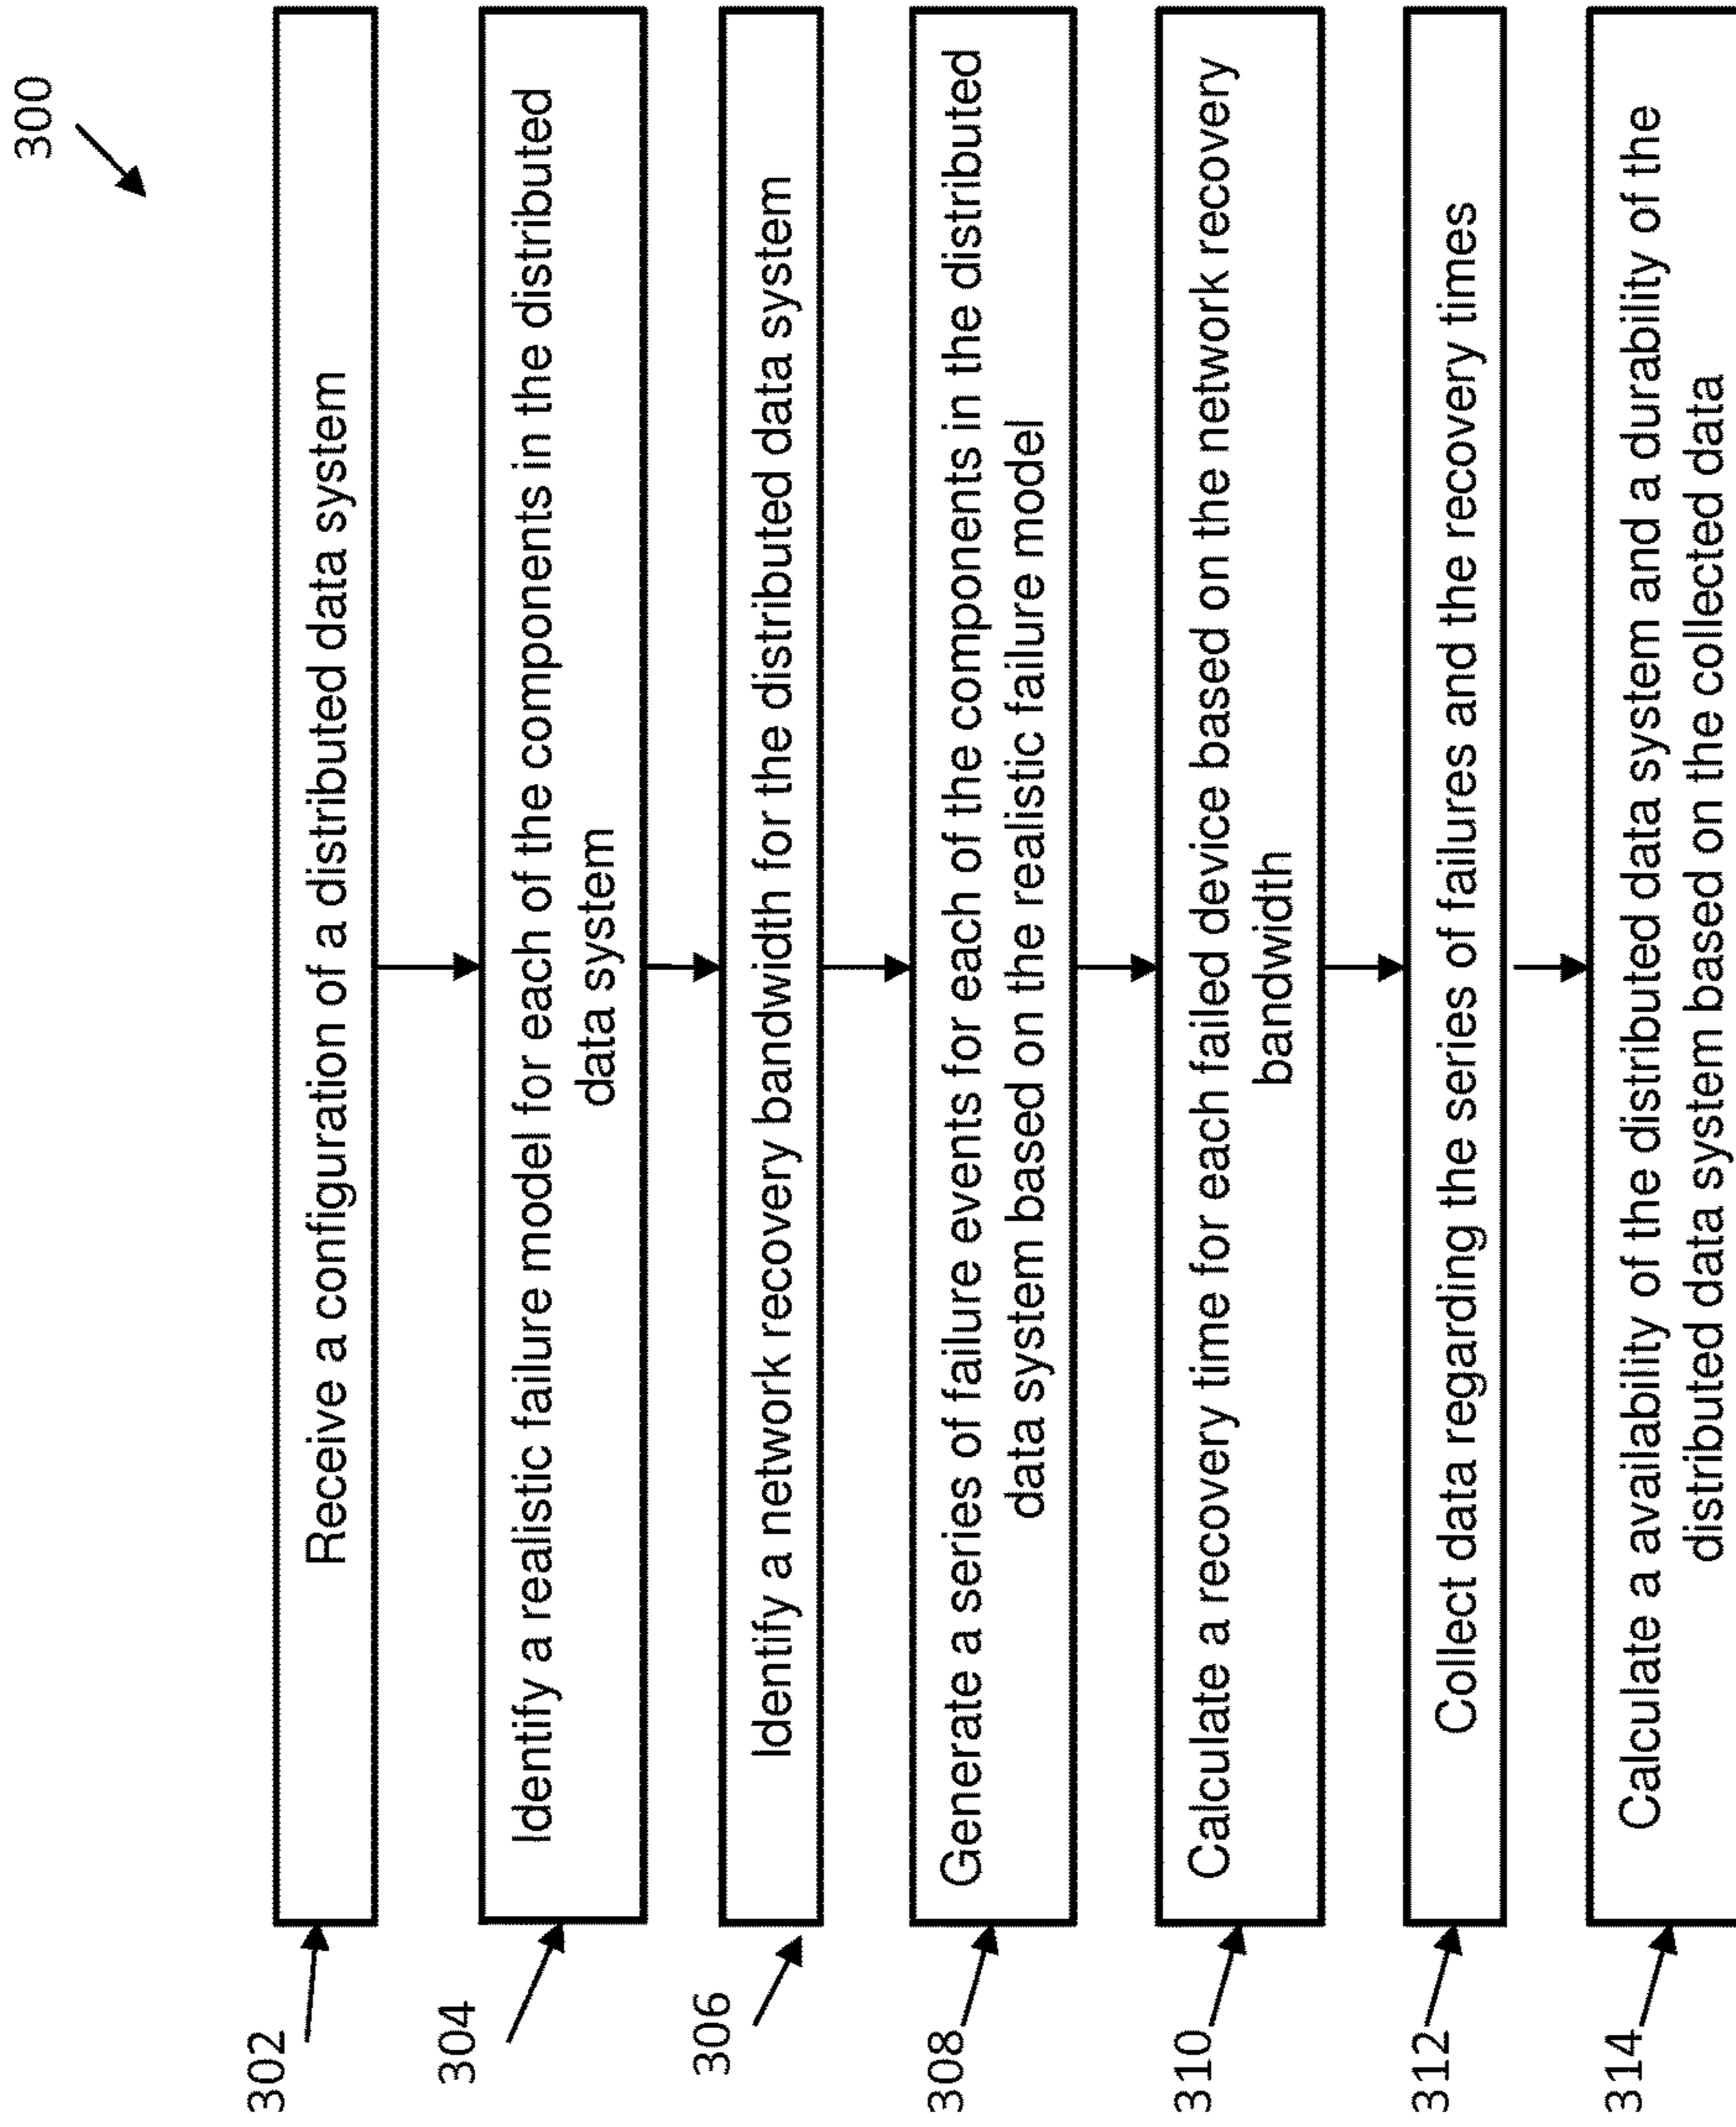 300
302
Receive a configuration of a distributed data system
304
Identify a realistic failure model for each of the components in the distributed
data system
306
Identify a network recovery bandwidth for the distributed data system
308
Generate a series of failure events for each of the components in the distributed
data system based on the realistic failure model
310
Calculate a recovery time for each failed device based on the network recovery
bandwidth
312
Collect data regarding the series of failures and the recovery times
314
Calculate a availability of the distributed data system and a durability of the
distributed data system based on the collected data